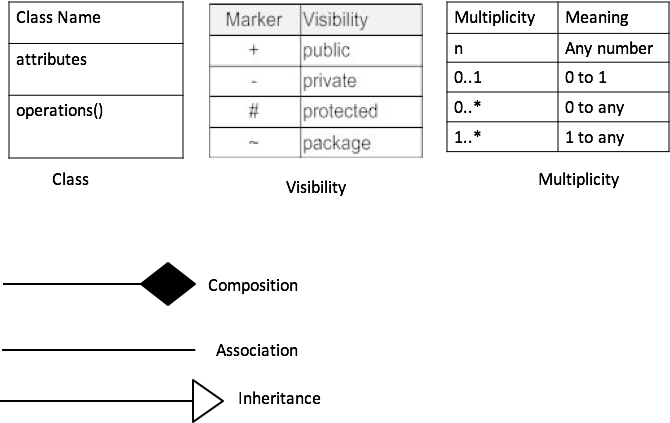 Class Name
attributes
operations()
Class
Marker Visibility
+ public
- private
# protected
~ package
Visibility
Multiplicity Meaning
n Any number
0..1 0 to 1
0..* 0 to any
1..* 1 to any
Multiplicity
Composition
Association
Inheritance